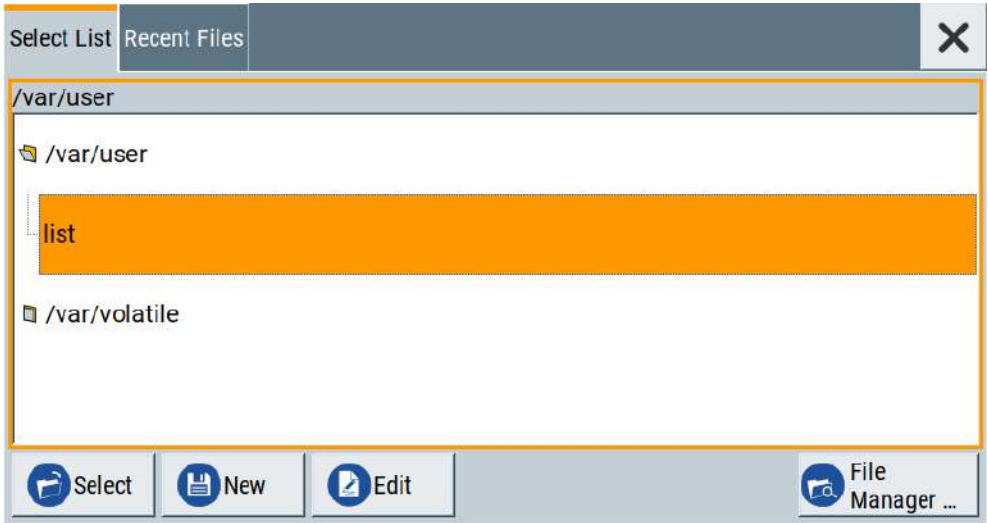 Select List Recent Files
/var/user
/var/user
list
/var/volatile
Select New Edit File
Manager ...